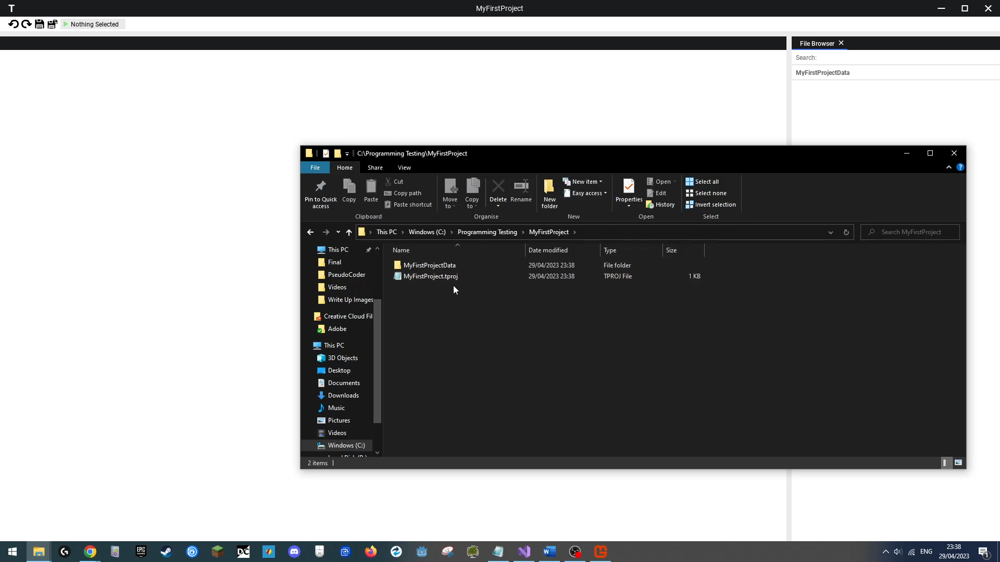 T
MyFirstProject
Nothing Selected
File Browser
Search:
MyFirstProjectData
C:\Programming Testing\MyFirstProject
File
Home
Share
View
Pin to Quick access
Copy
Paste
Cut
Copy path
Paste shortcut
Clipboard
Move to
Copy to
Delete
Rename
Organise
New folder
New item
Easy access
New
Properties
Open
Edit
History
Open
Select all
Select none
Invert selection
Select
This PC
Windows (C:)
Programming Testing
MyFirstProject
Search MyFirstProject
Name
Date modified
Type
Size
MyFirstProjectData
29/04/2023 23:38
File folder
MyFirstProject.tproj
29/04/2023 23:38
TPROJ File
1 KB
This PC
Final
PseudoCoder
Videos
Write Up Images
Creative Cloud Fil
Adobe
This PC
3D Objects
Desktop
Documents
Downloads
Music
Pictures
Videos
Windows (C:)
2 items
EPIC GAMES
DC
ENG
23:38
29/04/2023
1